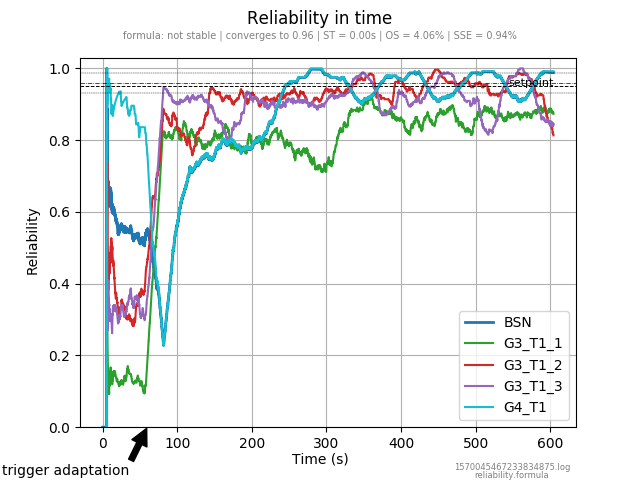 Reliability in time
formula: not stable | converges to 0.96 | ST = 0.00s | OS = 4.06% | SSE = 0.94%
1.0
0.8
0.6
0.4
0.2
0.0
Reliability
setpoint
BSN
G3_T1_1
G3_T1_2
G3_T1_3
G4_T1
0
100
200
300
400
500
600
Time (s)
trigger adaptation
1570045467233834875.log
reliability.formula